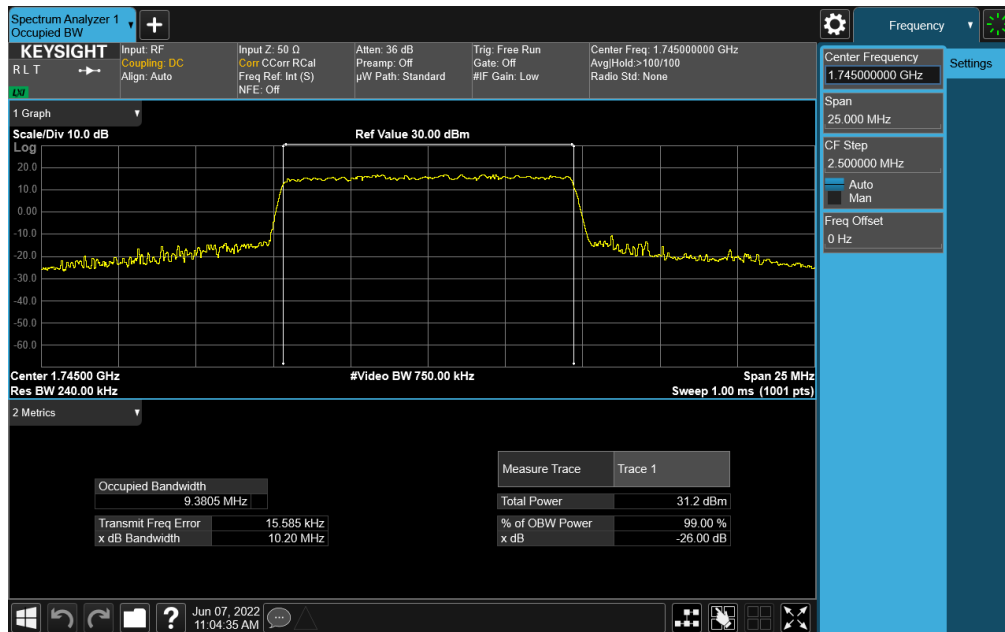 Spectrum Analyzer 1
Occupied BW
Frequency
KEYSIGHT
R L T
LXI
Input: RF
Coupling: DC
Align: Auto
Input Z: 50 Ω
Corr CCorr RCal
Freq Ref: Int (S)
NFE: Off
Atten: 36 dB
Preamp: Off
µW Path: Standard
Trig: Free Run
Gate: Off
#IF Gain: Low
Center Freq: 1.745000000 GHz
Avg|Hold:>100/100
Radio Std: None
Center Frequency
1.745000000 GHz
Settings
Span
25.000 MHz
CF Step
2.500000 MHz
Auto
Man
Freq Offset
0 Hz
1 Graph
Scale/Div 10.0 dB
Ref Value 30.00 dBm
Log
20.0
10.0
0.00
-10.0
-20.0
-30.0
-40.0
-50.0
-60.0
Center 1.74500 GHz
#Video BW 750.00 kHz
Span 25 MHz
Res BW 240.00 kHz
Sweep 1.00 ms (1001 pts)
2 Metrics
Measure Trace Trace 1
Occupied Bandwidth
9.3805 MHz
Total Power 31.2 dBm
Transmit Freq Error 15.585 kHz
% of OBW Power 99.00 %
x dB Bandwidth 10.20 MHz
x dB -26.00 dB
Jun 07, 2022
11:04:35 AM